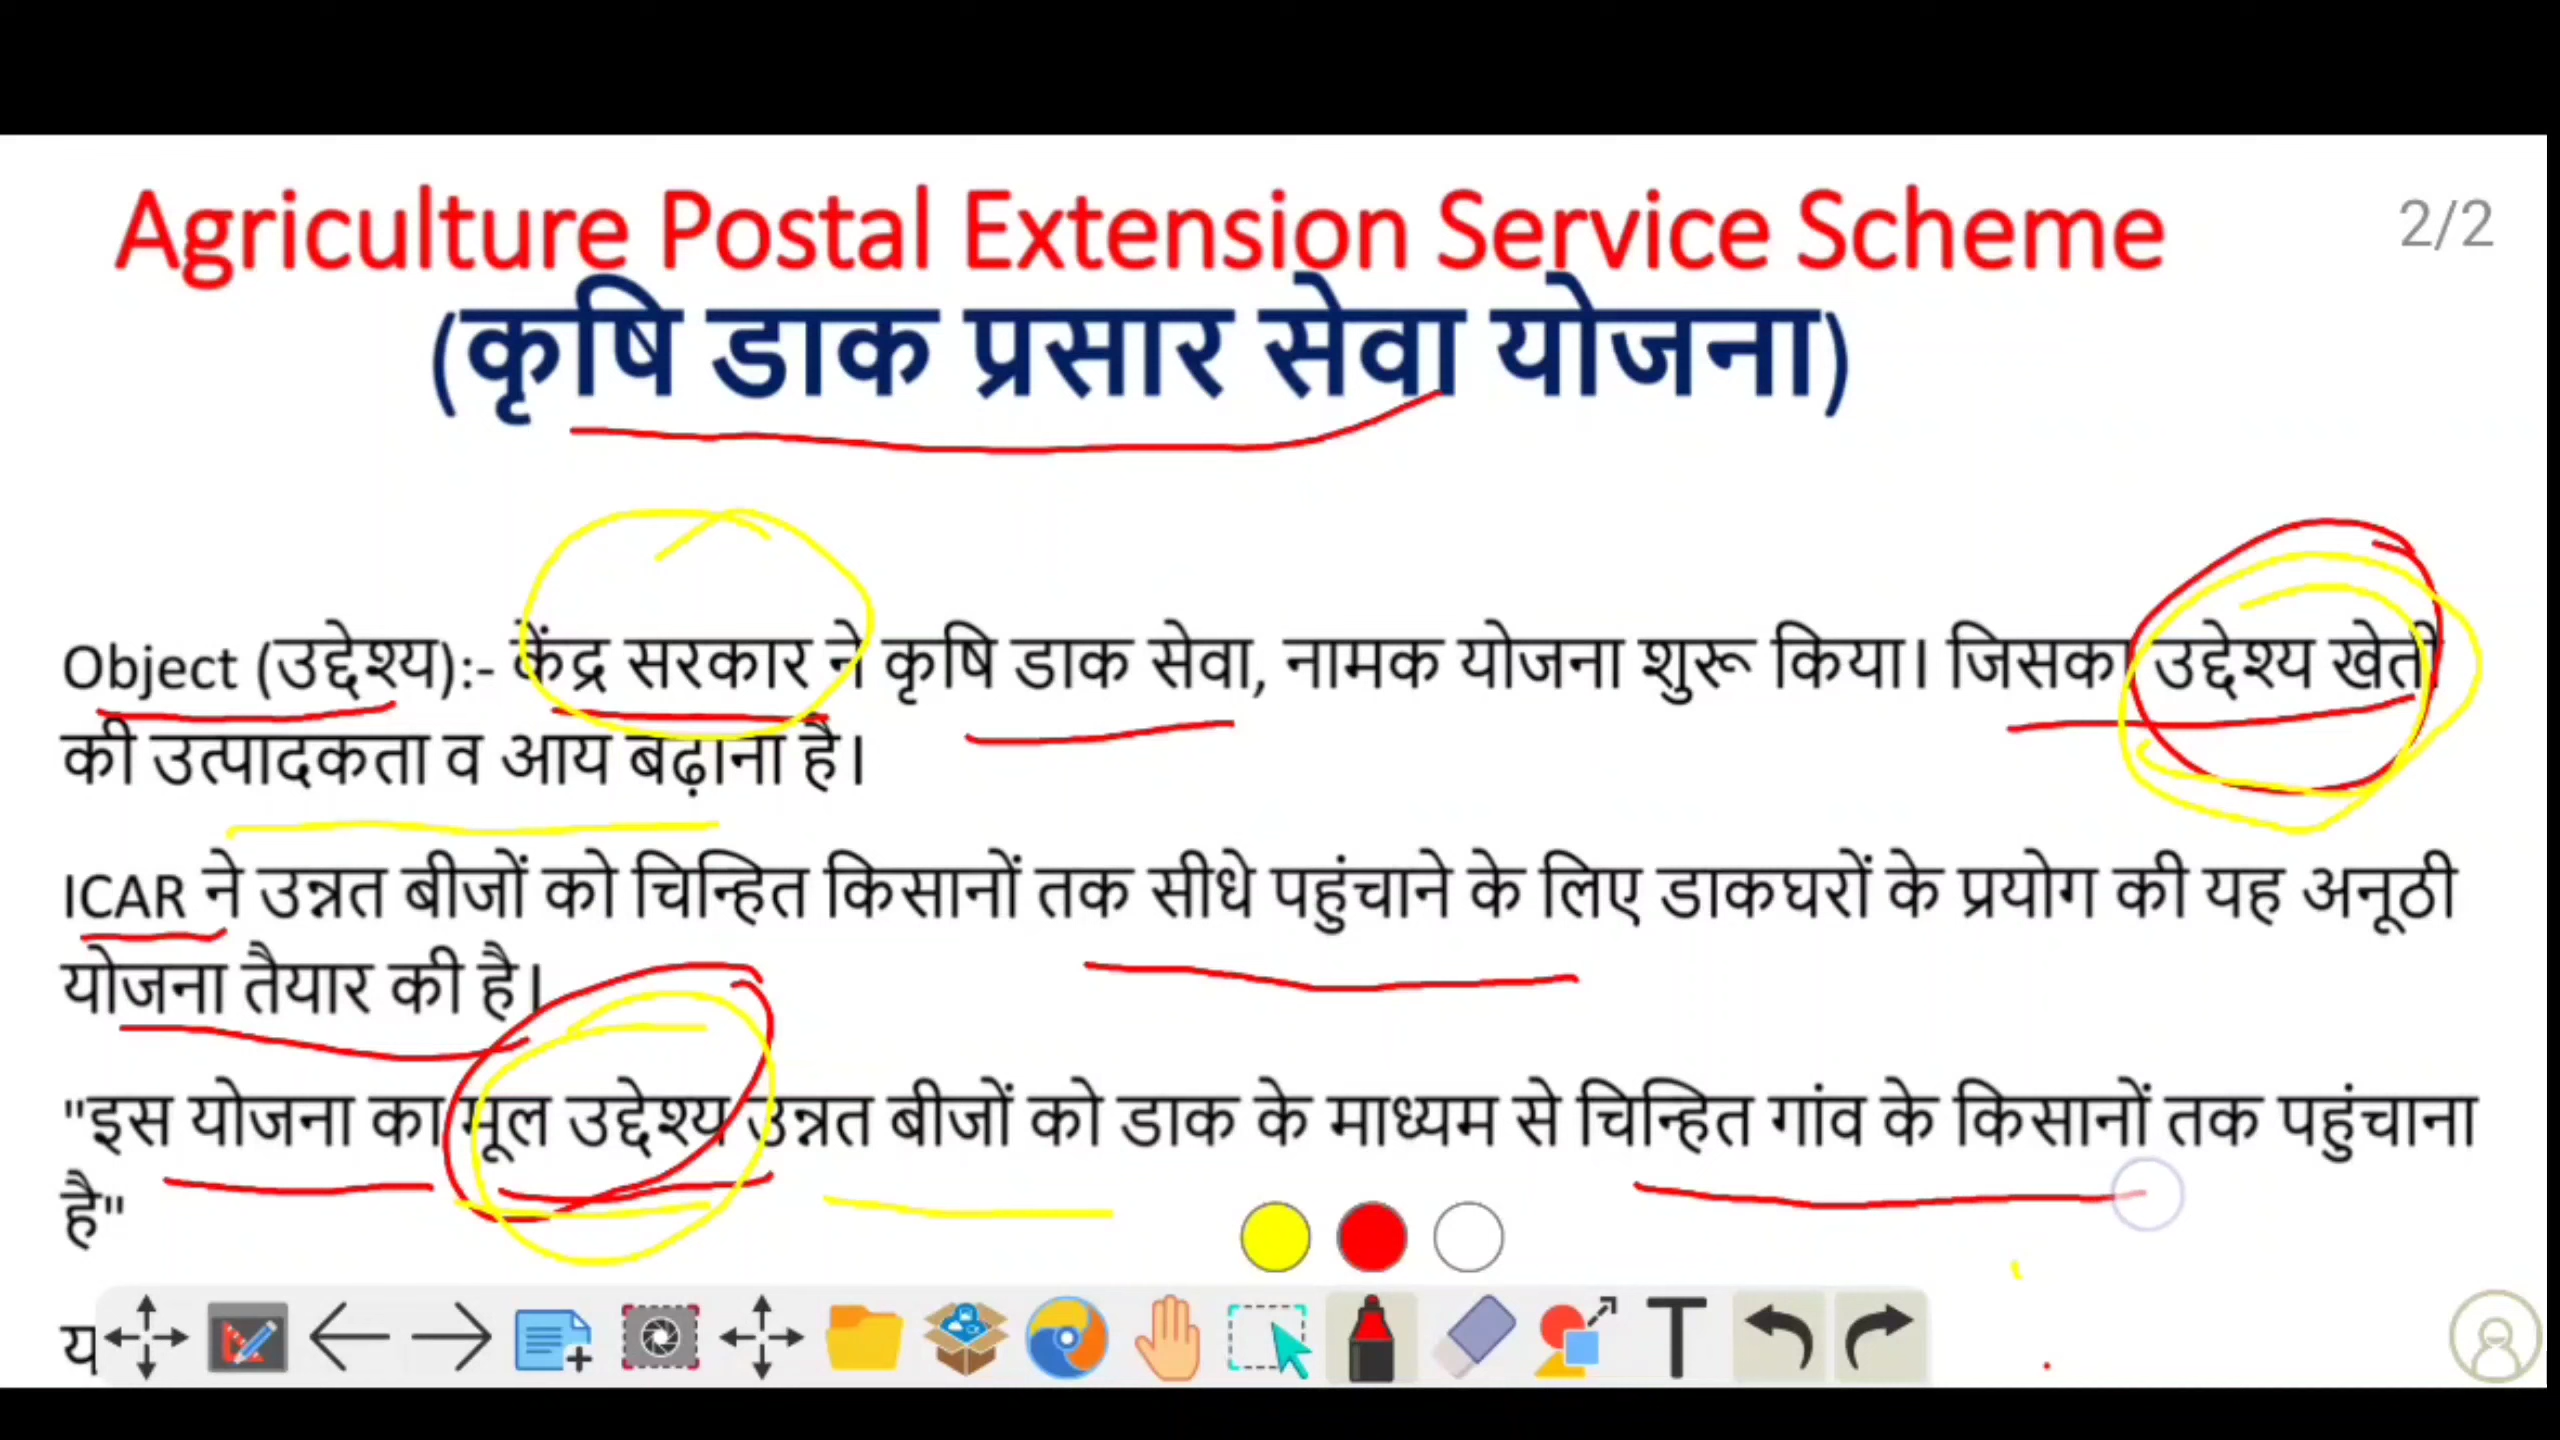 Agriculture Postal Extension Service Scheme
2/2
(कृषि डाक प्रसार सेवा योजना)
Object (उद्देश्य):- केंद्र सरकार ने कृषि डाक सेवा, नामक योजना शुरू किया। जिसका उद्देश्य खेती
की उत्पादकता व आय बढ़ाना है।
ICAR ने उन्नत बीजों को चिन्हित किसानों तक सीधे पहुंचाने के लिए डाकघरों के प्रयोग की यह अनूठी
योजना तैयार की है।
"इस योजना का मूल उद्देश्य उन्नत बीजों को डाक के माध्यम से चिन्हित गांव के किसानों तक पहुंचाना
है"